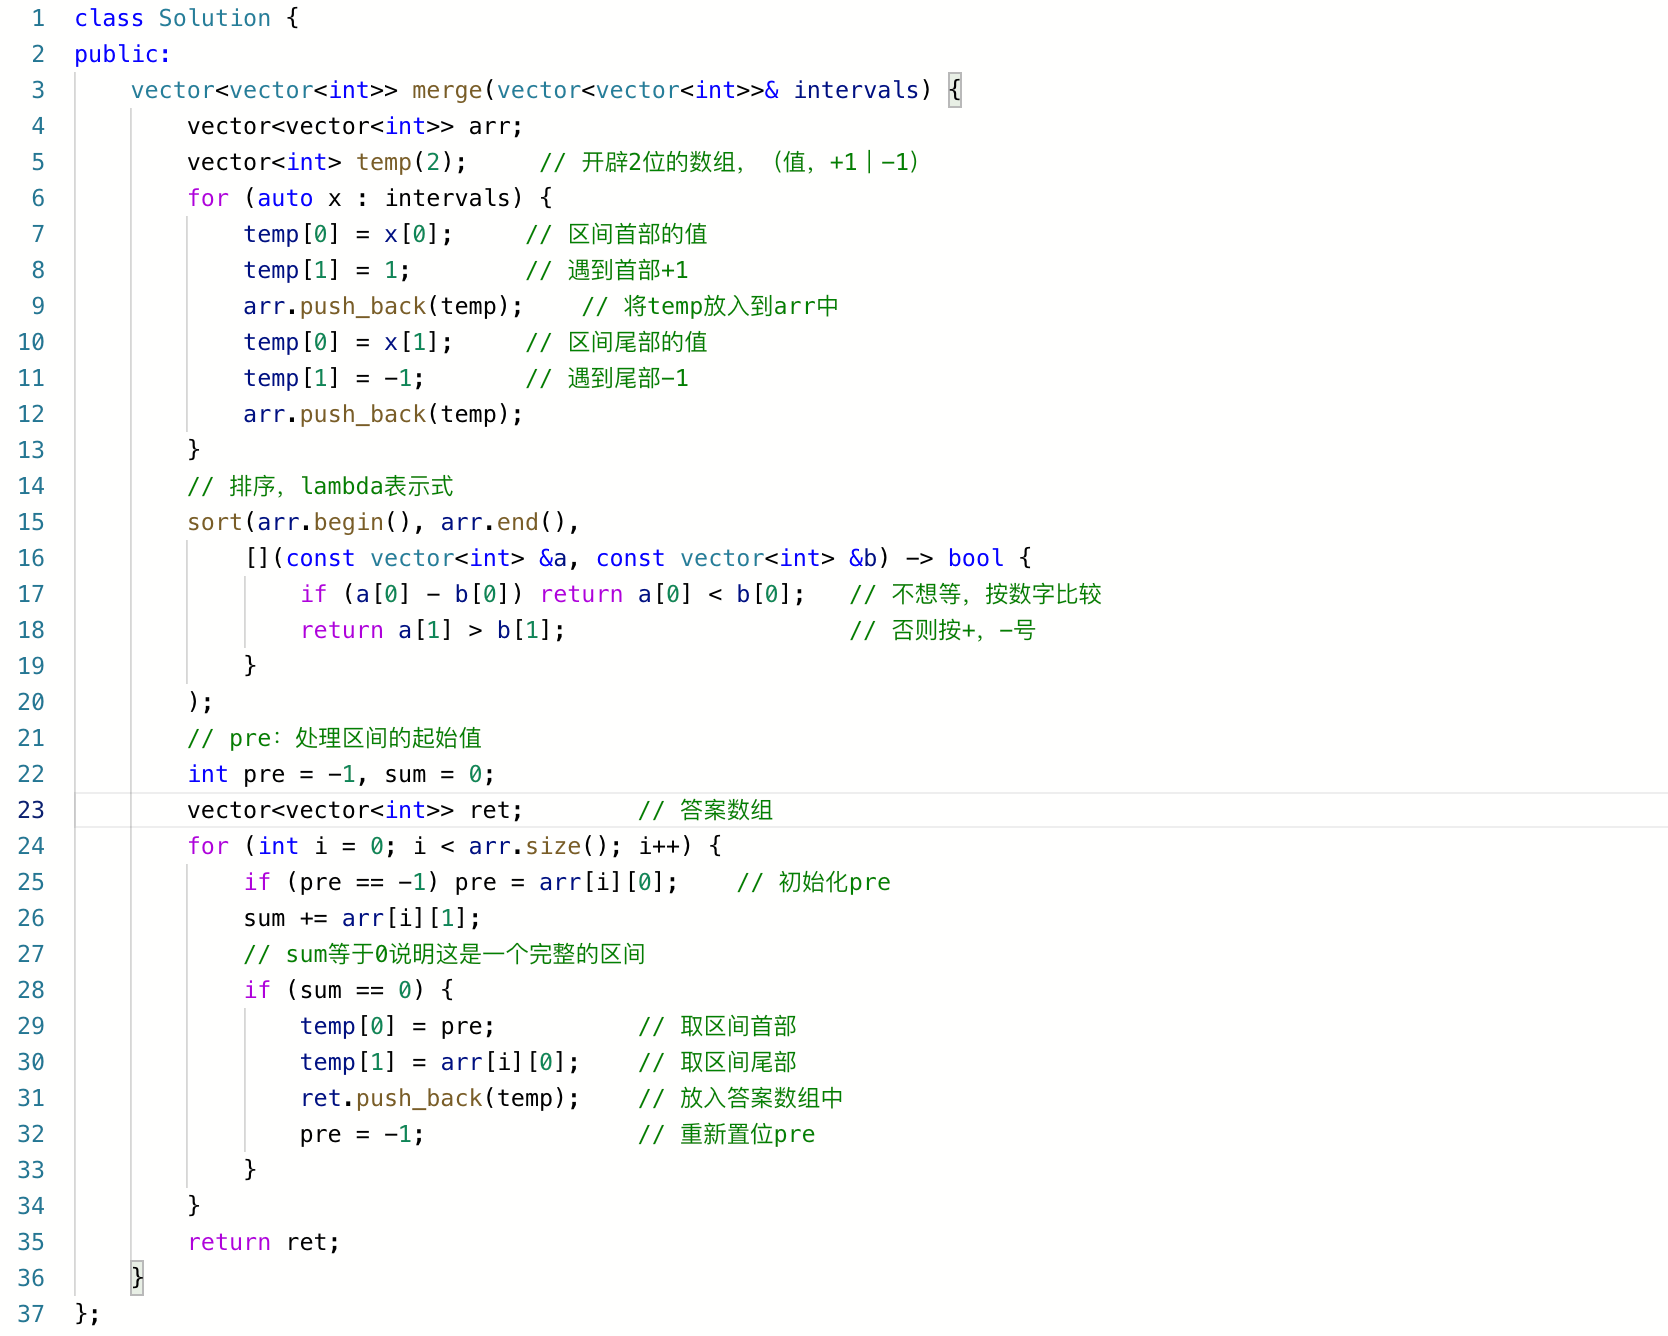 1 class Solution {
2 public:
3     vector<vector<int>> merge(vector<vector<int>>& intervals) {
4         vector<vector<int>> arr;
5         vector<int> temp(2);     // 开辟2位的数组，（值，+1|-1）
6         for (auto x : intervals) {
7             temp[0] = x[0];     // 区间首部的值
8             temp[1] = 1;        // 遇到首部+1
9             arr.push_back(temp);    // 将temp放入到arr中
10             temp[0] = x[1];     // 区间尾部的值
11             temp[1] = -1;       // 遇到尾部-1
12             arr.push_back(temp);
13         }
14         // 排序，lambda表示式
15         sort(arr.begin(), arr.end(),
16             [](const vector<int> &a, const vector<int> &b) -> bool {
17                 if (a[0] - b[0]) return a[0] < b[0];   // 不想等，按数字比较
18                 return a[1] > b[1];                    // 否则按+，-号
19             }
20         );
21         // pre：处理区间的起始值
22         int pre = -1, sum = 0;
23         vector<vector<int>> ret;        // 答案数组
24         for (int i = 0; i < arr.size(); i++) {
25             if (pre == -1) pre = arr[i][0];    // 初始化pre
26             sum += arr[i][1];
27             // sum等于0说明这是一个完整的区间
28             if (sum == 0) {
29                 temp[0] = pre;          // 取区间首部
30                 temp[1] = arr[i][0];    // 取区间尾部
31                 ret.push_back(temp);    // 放入答案数组中
32                 pre = -1;               // 重新置位pre
33             }
34         }
35         return ret;
36     }
37 };